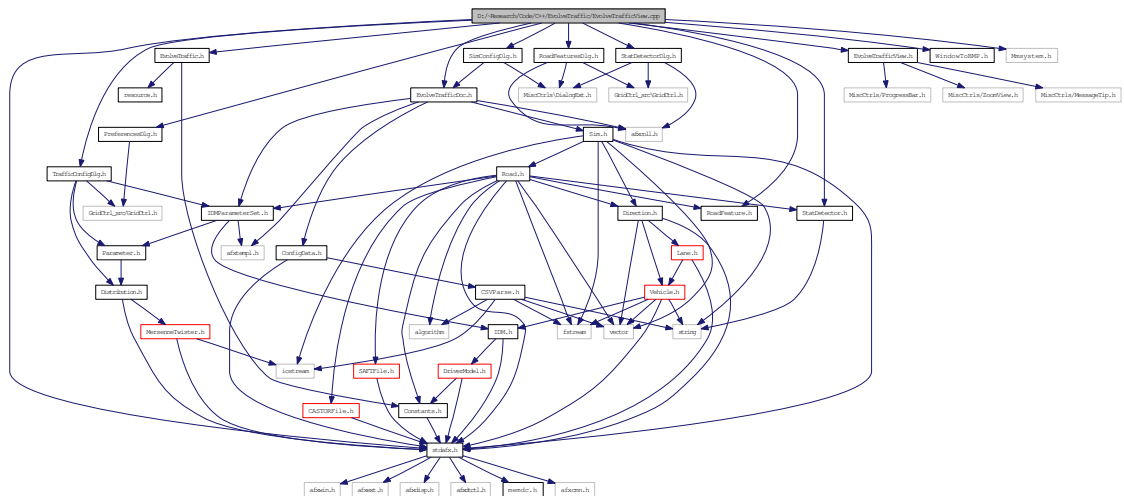 D:/~Research/Code/C++/EvolveTraffic/EvolveTrafficView.cpp
EvolveTraffic.h
SimConfigDlg.h
RoadFeaturesDlg.h
StatDetectorDlg.h
EvolveTrafficView.h
WindowToBMP.h
Mmsystem.h
resource.h
EvolveTrafficDoc.h
MiscCtrls\DialogExt.h
GridCtrl_src\GridCtrl.h
MiscCtrls/ProgressBar.h
MiscCtrls/ZoomView.h
MiscCtrls/MessageTip.h
PreferencesDlg.h
Sim.h
afxmil.h
TrafficConfigDlg.h
Road.h
GridCtrl_src/GridCtrl.h
IDMParameterSet.h
Direction.h
RoadFeature.h
StatDetector.h
Parameter.h
afxtempl.h
ConfigData.h
Lane.h
Distribution.h
CSVParse.h
Vehicle.h
MersenneTwister.h
algorithm
IDM.h
fstream
vector
string
iostream
SAFTFile.h
DriverModel.h
CASTORFile.h
Constants.h
stdafx.h
afxwin.h
afxext.h
afxdisp.h
afxdtctl.h
memdc.h
afxcmn.h